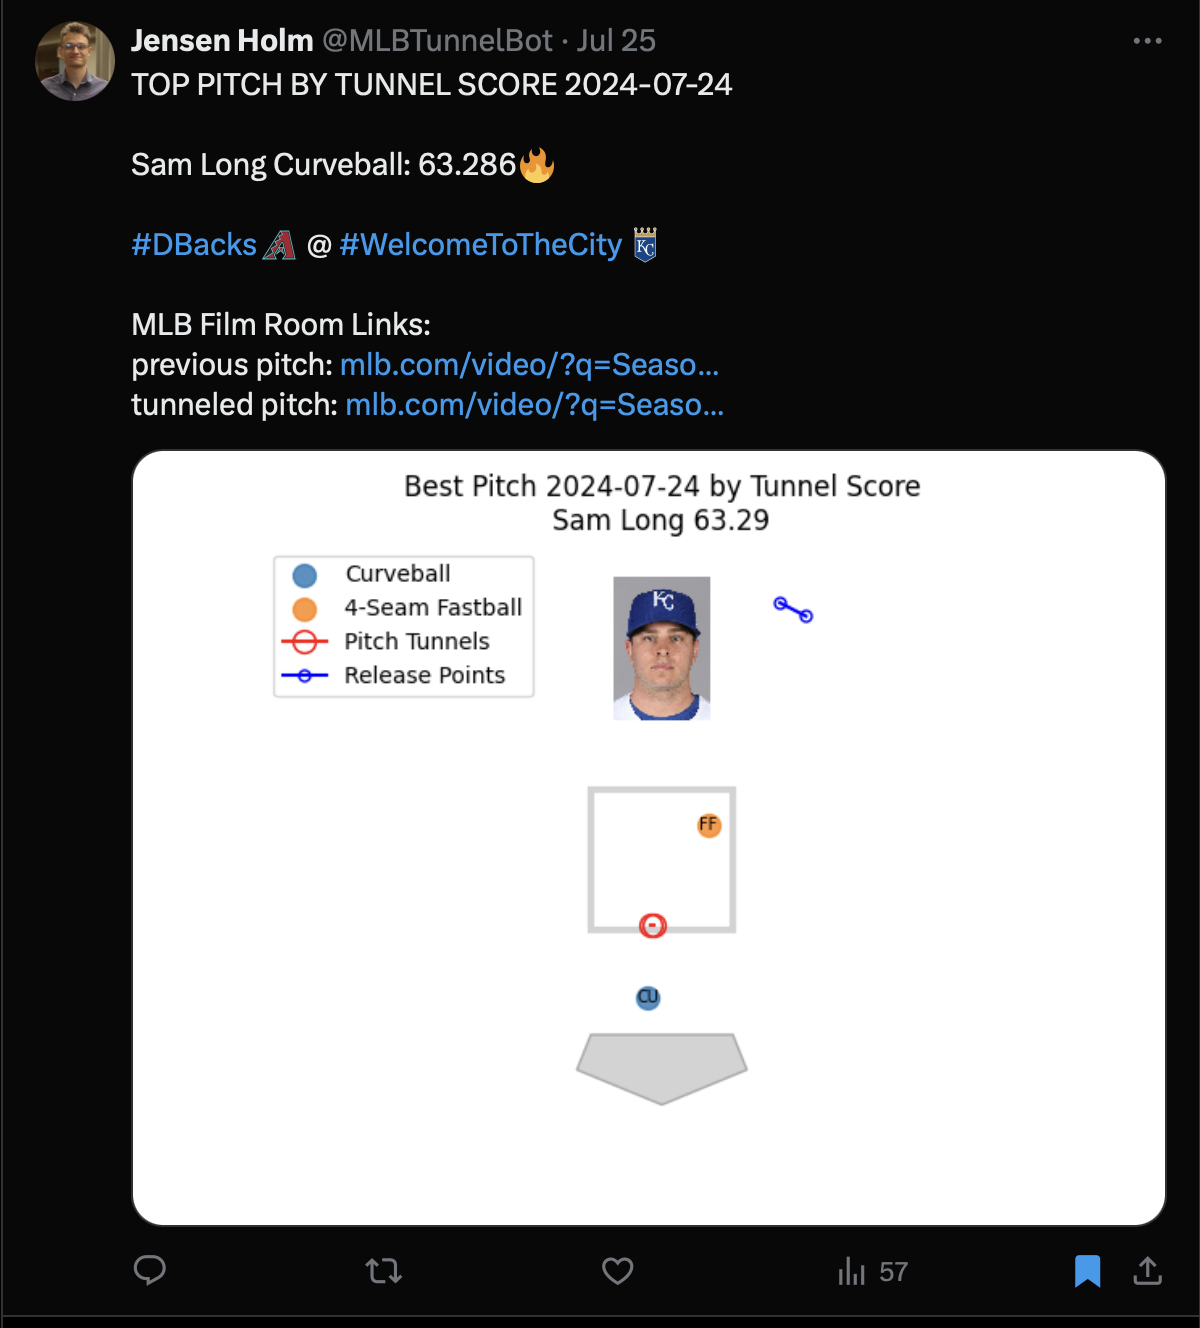 Jensen Holm @MLBTunnelBot · Jul 25
TOP PITCH BY TUNNEL SCORE 2024-07-24
Sam Long Curveball: 63.286🔥
#DBacks A @ #WelcomeToTheCity KC
MLB Film Room Links:
previous pitch: mlb.com/video/?q=Seaso...
tunneled pitch: mlb.com/video/?q=Seaso...
Best Pitch 2024-07-24 by Tunnel Score
Sam Long 63.29
Curveball
4-Seam Fastball
Pitch Tunnels
Release Points
KC
FF
CU
57